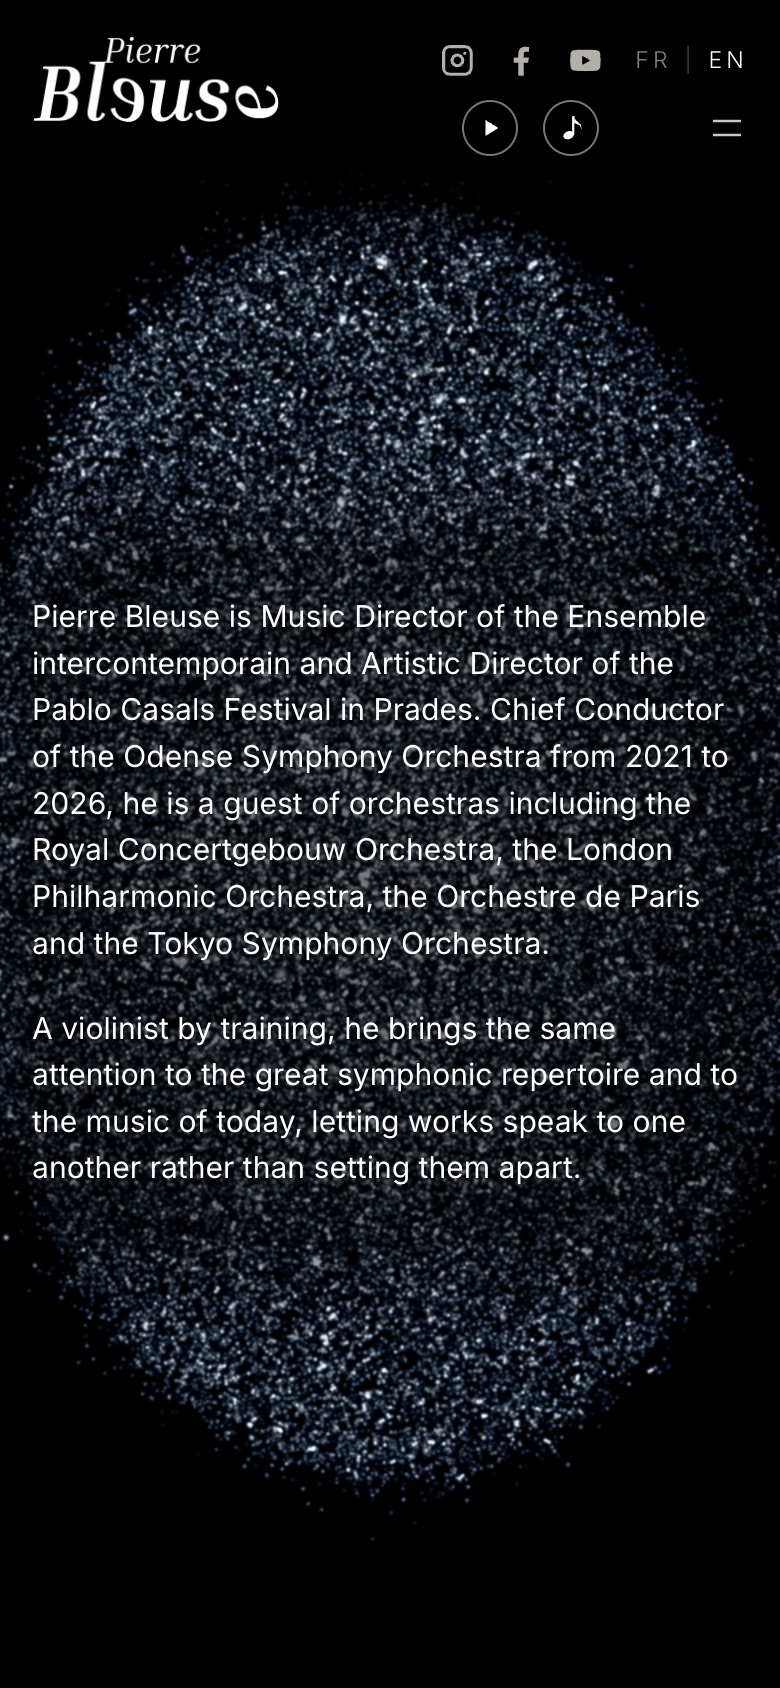 Pierre
Bleuse
FR | EN
Pierre Bleuse is Music Director of the Ensemble
intercontemporain and Artistic Director of the
Pablo Casals Festival in Prades. Chief Conductor
of the Odense Symphony Orchestra from 2021 to
2026, he is a guest of orchestras including the
Royal Concertgebouw Orchestra, the London
Philharmonic Orchestra, the Orchestre de Paris
and the Tokyo Symphony Orchestra.
A violinist by training, he brings the same
attention to the great symphonic repertoire and to
the music of today, letting works speak to one
another rather than setting them apart.